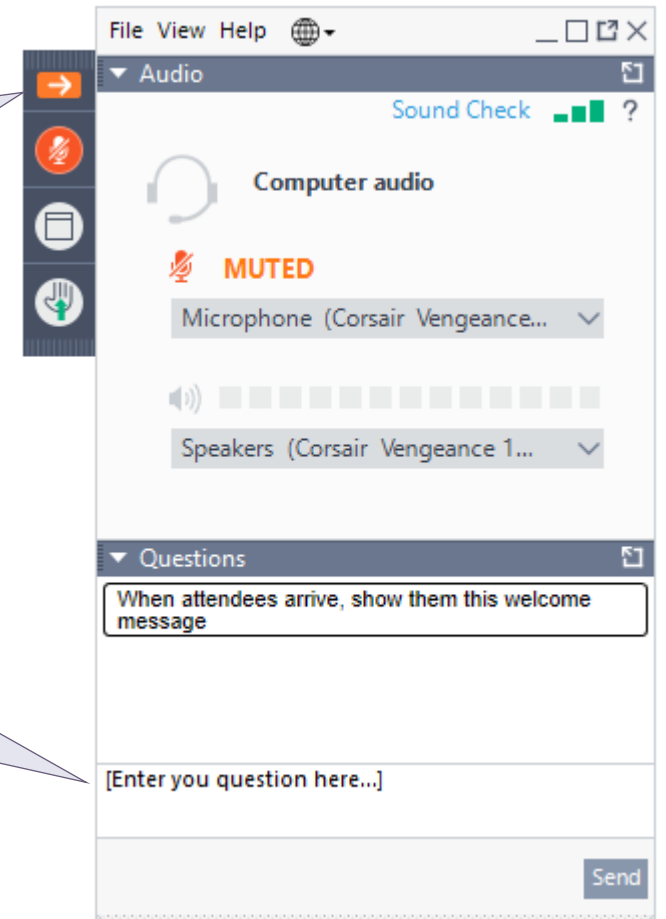 File View Help
Audio
Sound Check ?
Computer audio
MUTED
Microphone (Corsair Vengeance...
Speakers (Corsair Vengeance 1...
Questions
When attendees arrive, show them this welcome
message
[Enter you question here...]
Send